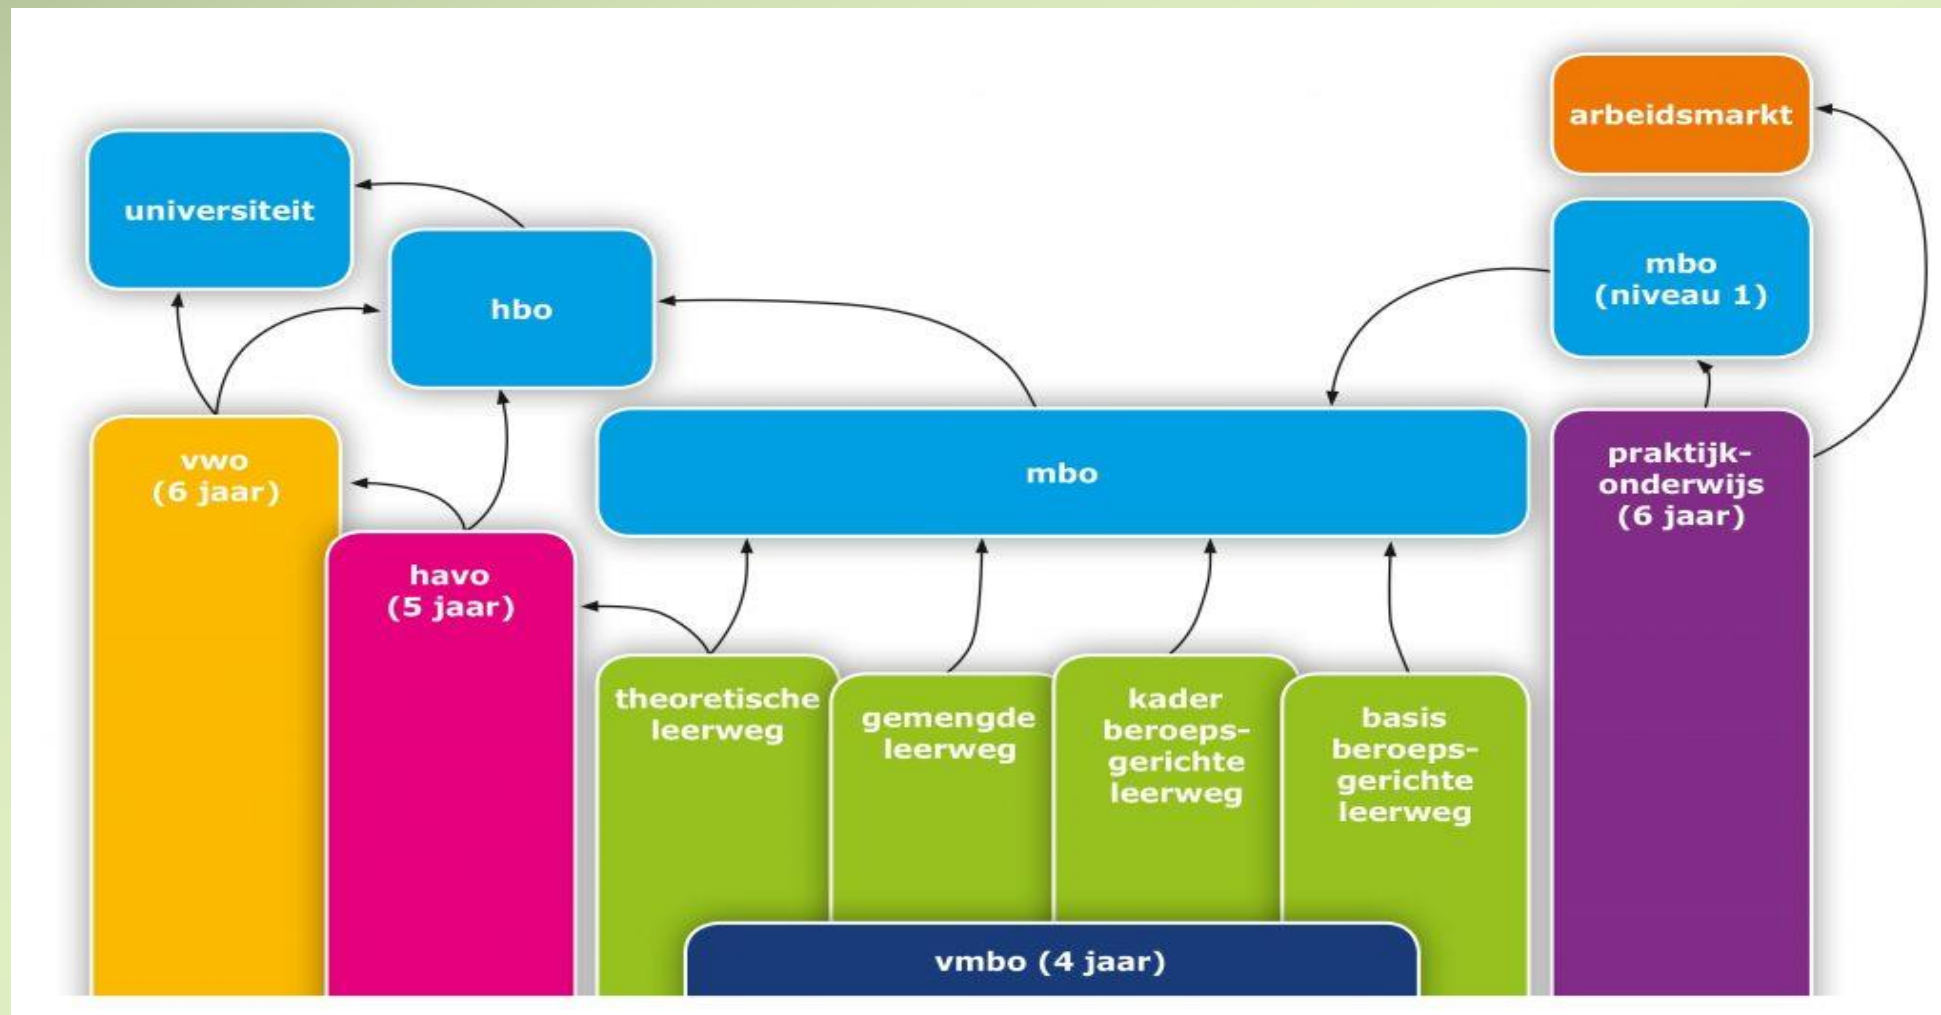 arbeidsmarkt
universiteit
hbo
mbo
(niveau 1)
vwo
(6 jaar)
mbo
praktijk-
onderwijs
(6 jaar)
havo
(5 jaar)
theoretische
leerweg
gemengde
leerweg
kader
beroeps-
gerichte
leerweg
basis
beroeps-
gerichte
leerweg
vmbo (4 jaar)